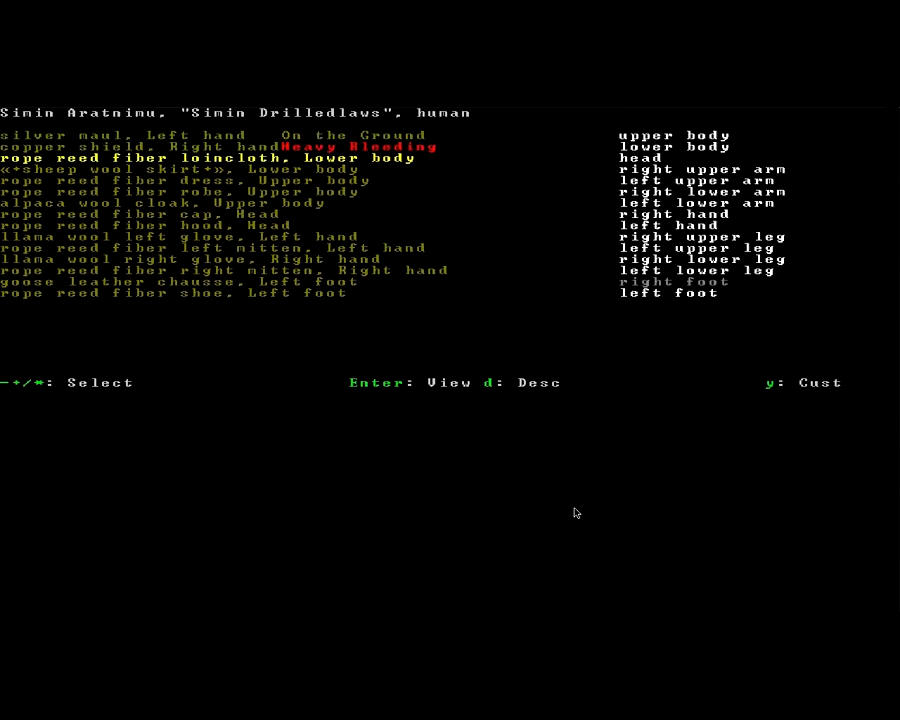 Simin Aratnimu, "Simin Drilledlaws", human
silver maul, Left hand On the Ground upper body
copper shield, Right hand Heavy Bleeding lower body
rope reed fiber loincloth, Lower body head
«+sheep wool skirt+», Lower body right upper arm
rope reed fiber dress, Upper body left upper arm
rope reed fiber robe, Upper body right lower arm
alpaca wool cloak, Upper body left lower arm
rope reed fiber cap, Head right hand
rope reed fiber hood, Head left hand
llama wool left glove, Left hand right upper leg
rope reed fiber left mitten, Left hand left upper leg
llama wool right glove, Right hand right lower leg
rope reed fiber right mitten, Right hand left lower leg
goose leather chausse, Left foot right foot
rope reed fiber shoe, Left foot left foot
-+/*: Select Enter: View d: Desc y: Cust